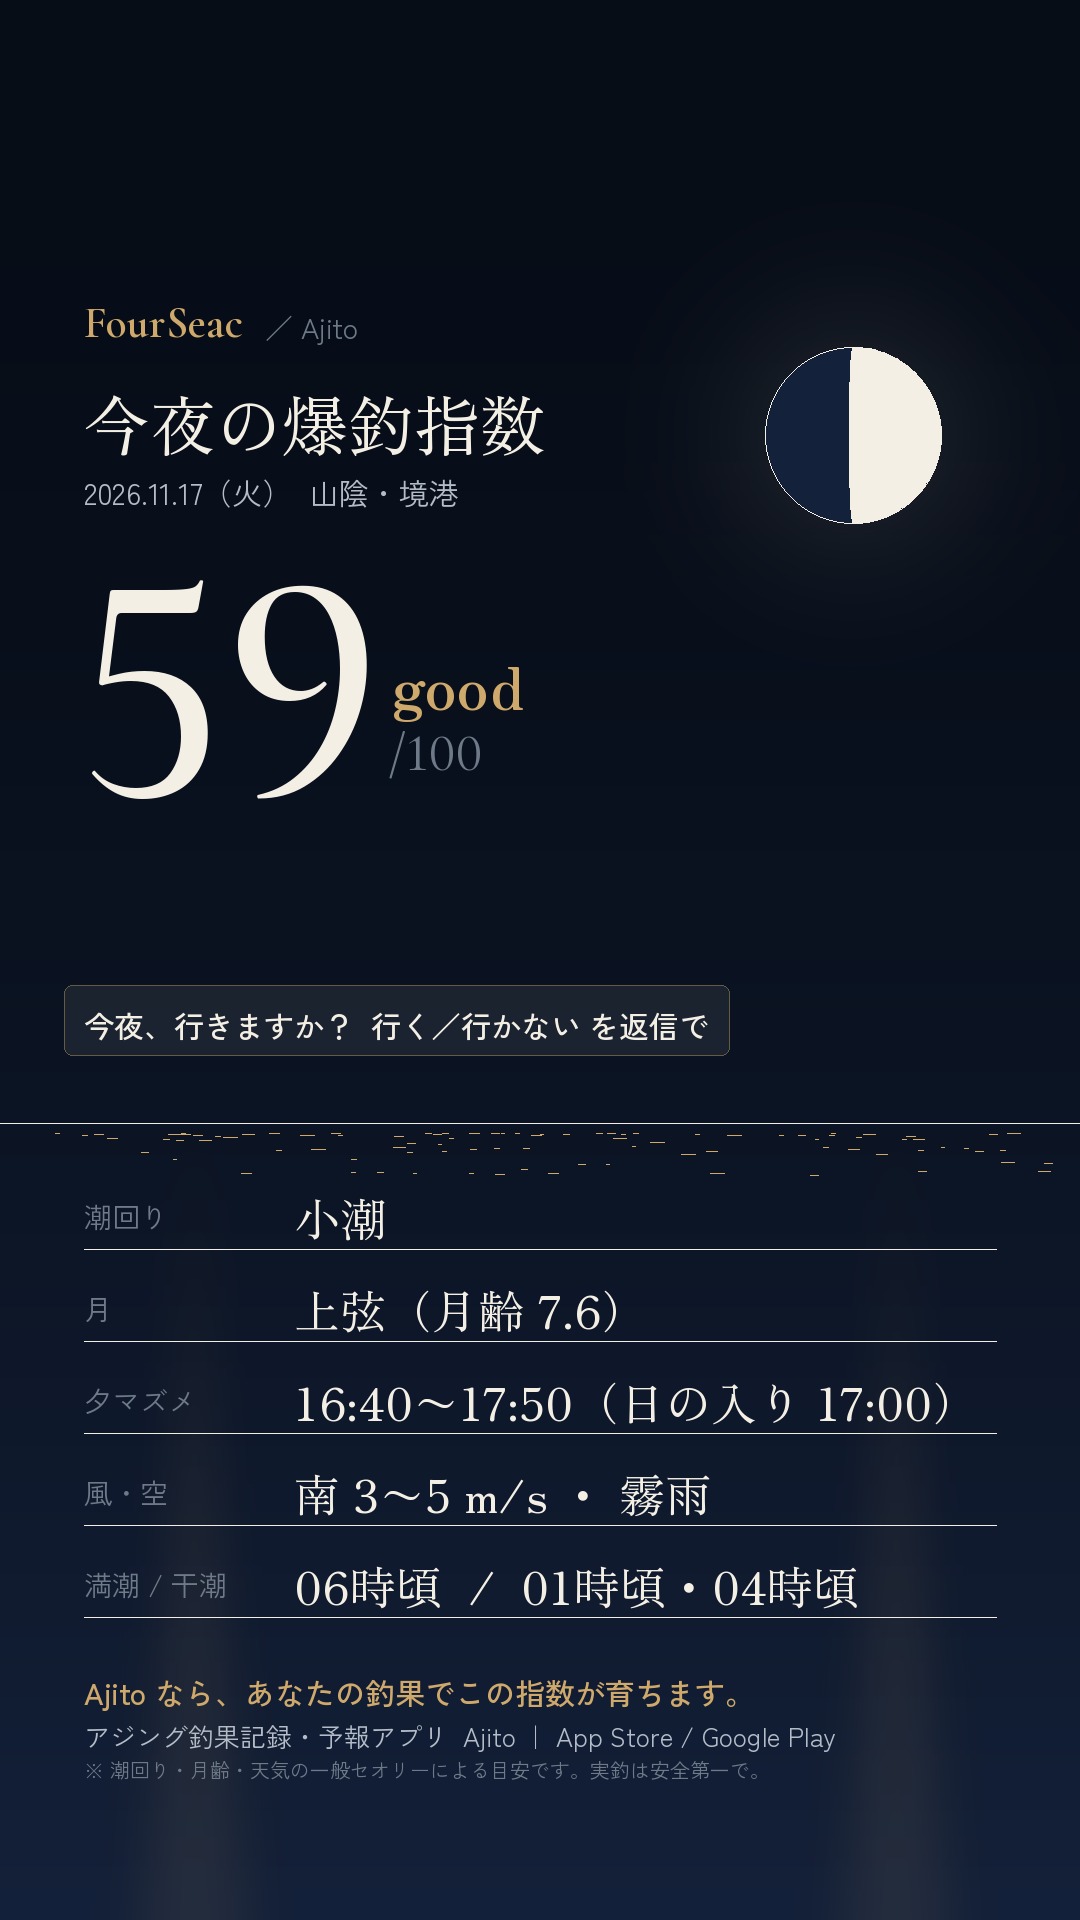 FourSeac ／ Ajito
今夜の爆釣指数
2026.11.17（火） 山陰・境港
59 good
/100
今夜、行きますか？ 行く／行かない を返信で
潮回り 小潮
月 上弦（月齢 7.6）
夕マズメ 16:40〜17:50（日の入り 17:00）
風・空 南 3〜5 m/s ・ 霧雨
満潮 / 干潮 06時頃 / 01時頃・04時頃
Ajito なら、あなたの釣果でこの指数が育ちます。
アジング釣果記録・予報アプリ Ajito｜App Store / Google Play
※ 潮回り・月齢・天気の一般セオリーによる目安です。実釣は安全第一で。